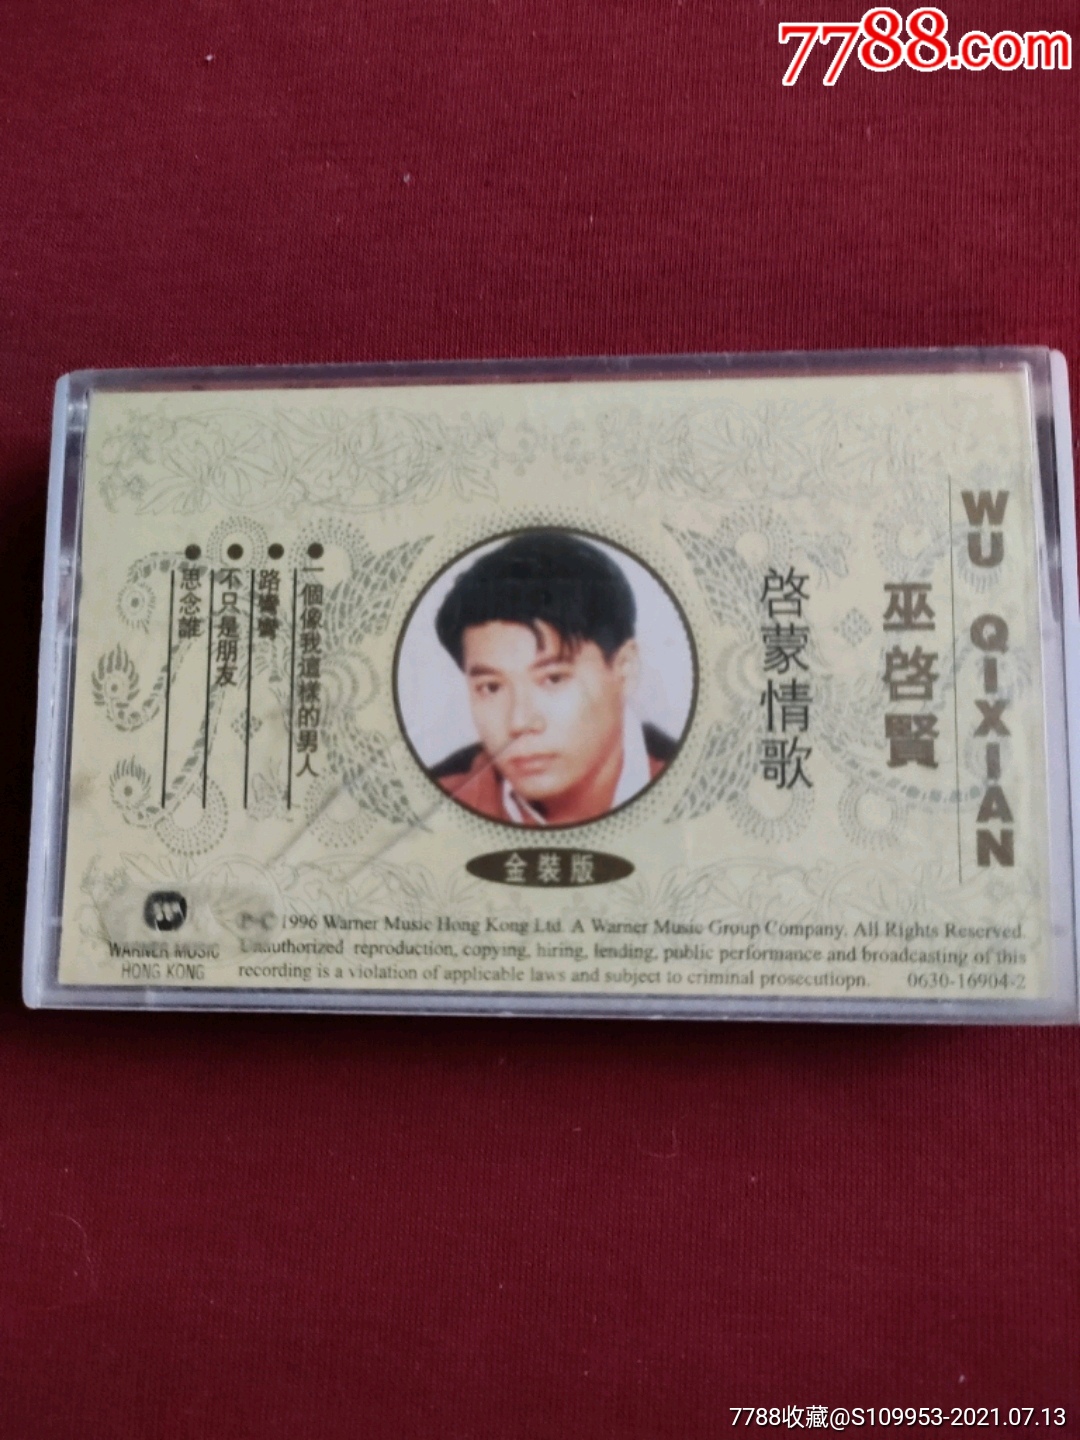 7788.com
WU QIXIAN
巫啓賢
啓蒙情歌
金裝版
●一個像我這樣的男人
●路彎彎
●不只是朋友
●思念誰
WARNER MUSIC
HONG KONG
P C 1996 Warner Music Hong Kong Ltd. A Warner Music Group Company. All Rights Reserved.
Unauthorized reproduction, copying, hiring, lending, public performance and broadcasting of this
recording is a violation of applicable laws and subject to criminal prosecutiopn. 0630-16904-2
7788收藏@S109953-2021.07.13